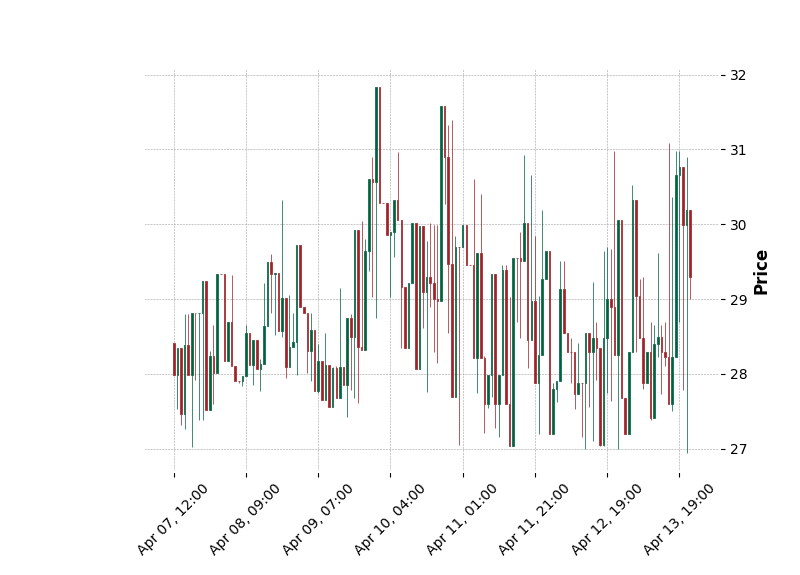 32
31
30
29
28
27
Price
Apr 07, 12:00
Apr 08, 09:00
Apr 09, 07:00
Apr 10, 04:00
Apr 11, 01:00
Apr 11, 21:00
Apr 12, 19:00
Apr 13, 19:00